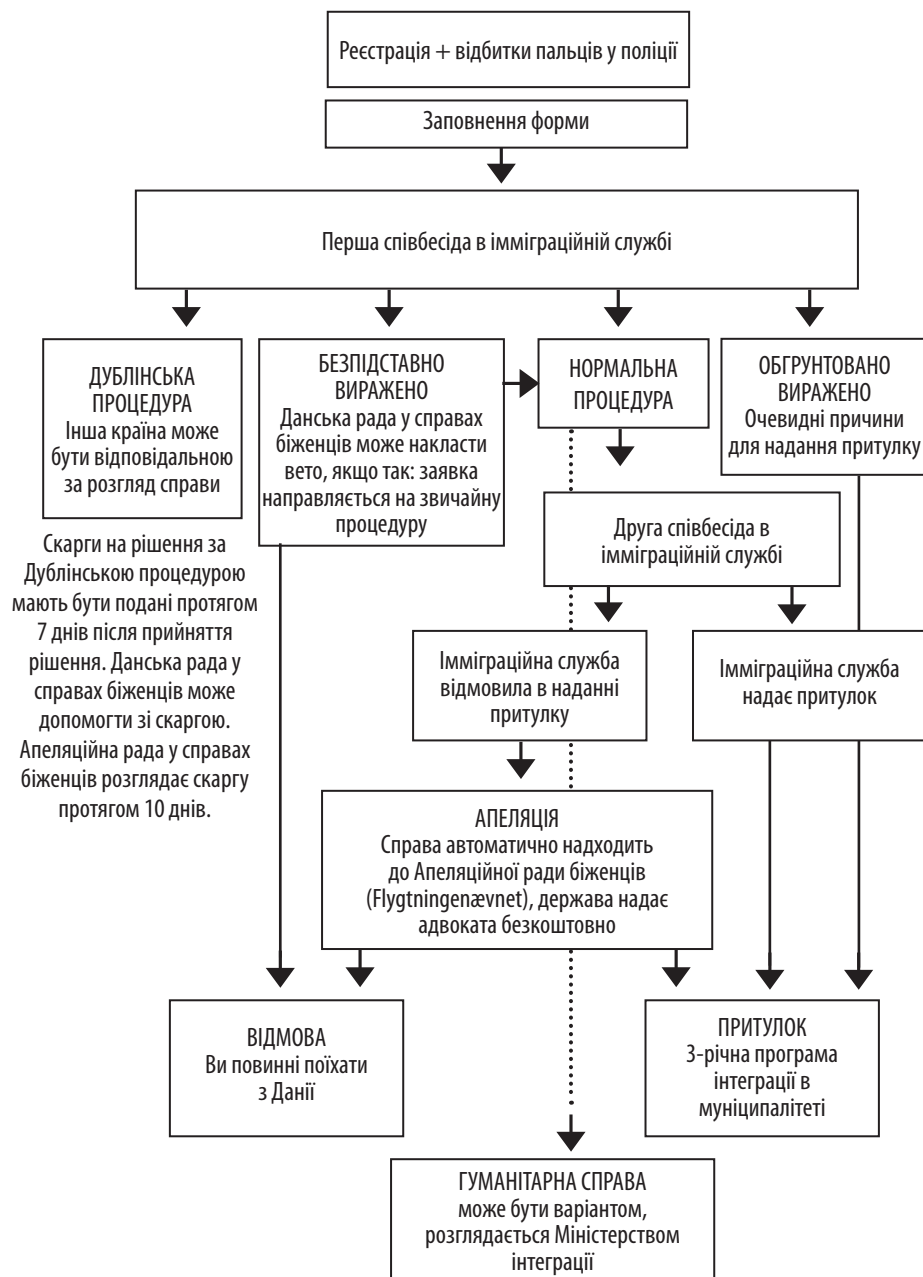 Реєстрація + відбитки пальців у поліції
Заповнення форми
Перша співбесіда в імміграційній службі
ДУБЛІНСЬКА
ПРОЦЕДУРА
Інша країна може
бути відповідальною
за розгляд справи
БЕЗПІДСТАВНО
ВИРАЖЕНО
Данська рада у справах
біженців може накласти
вето, якщо так: заявка
направляється на звичайну
процедуру
НОРМАЛЬНА
ПРОЦЕДУРА
ОБГРУНТОВАНО
ВИРАЖЕНО
Очевидні причини
для надання притулку
Скарги на рішення за
Дублінською процедурою
мають бути подані протягом
7 днів після прийняття
рішення. Данська рада у
справах біженців може
допомогти зі скаргою.
Апеляційна рада у справах
біженців розглядає скаргу
протягом 10 днів.
Друга співбесіда в
імміграційній службі
Імміграційна служба
відмовила в наданні
притулку
Імміграційна служба
надає притулок
АПЕЛЯЦІЯ
Справа автоматично надходить
до Апеляційної ради біженців
(Flygtningenævnet), держава надає
адвоката безкоштовно
ВІДМОВА
Ви повинні поїхати
з Данії
ПРИТУЛОК
3-річна програма
інтеграції в
муніципалітеті
ГУМАНІТАРНА СПРАВА
може бути варіантом,
розглядається Міністерством
інтеграції